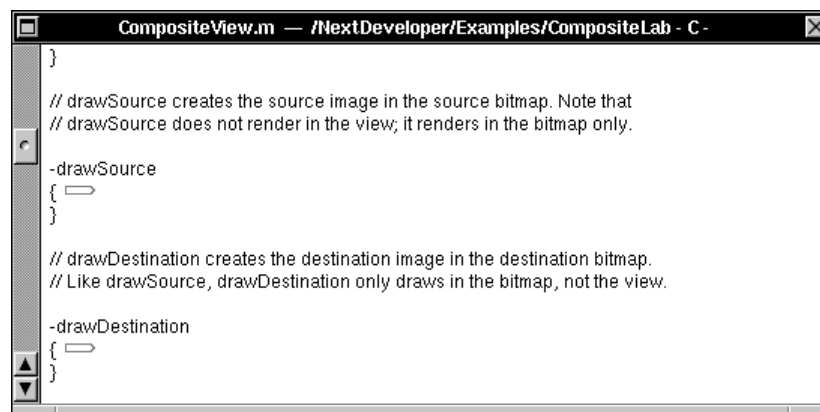 CompositeView.m — /NextDeveloper/Examples/CompositeLab - C -
}
// drawSource creates the source image in the source bitmap. Note that
// drawSource does not render in the view; it renders in the bitmap only.
-drawSource
{
}
// drawDestination creates the destination image in the destination bitmap.
// Like drawSource, drawDestination only draws in the bitmap, not the view.
-drawDestination
{
}